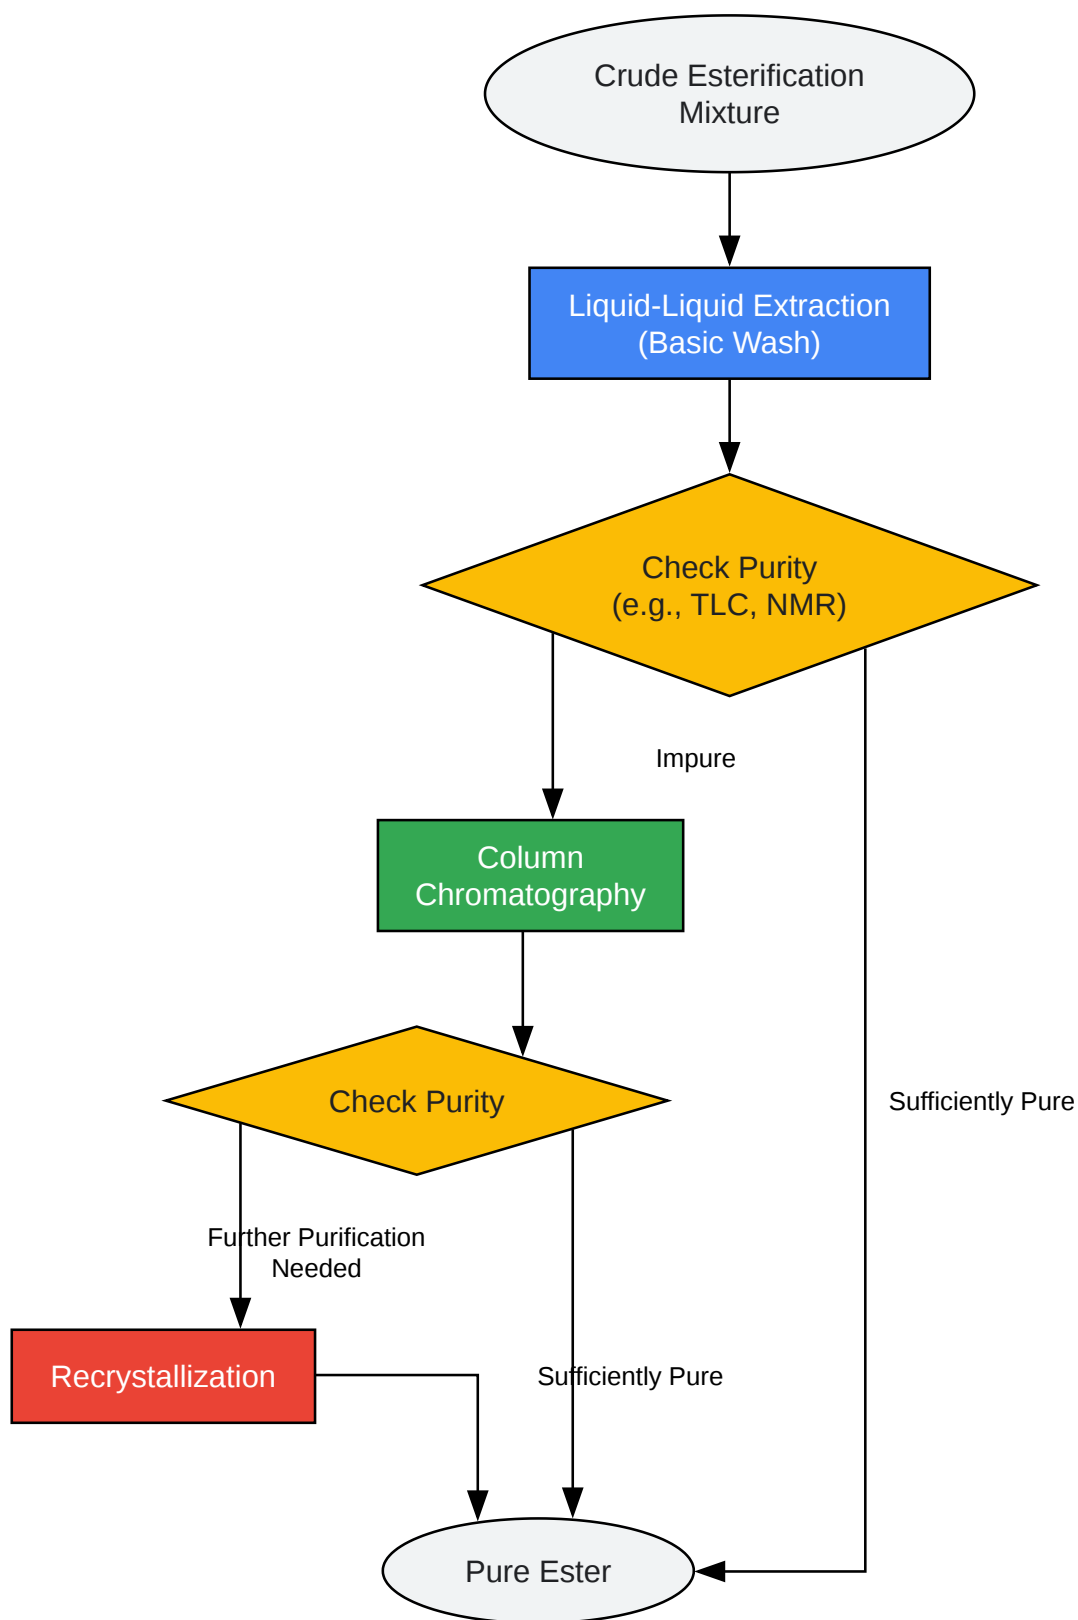 Crude Esterification
Mixture
Liquid-Liquid Extraction
(Basic Wash)
Check Purity
(e.g., TLC, NMR)
Impure
Column
Chromatography
Check Purity
Sufficiently Pure
Further Purification
Needed
Recrystallization
Sufficiently Pure
Pure Ester